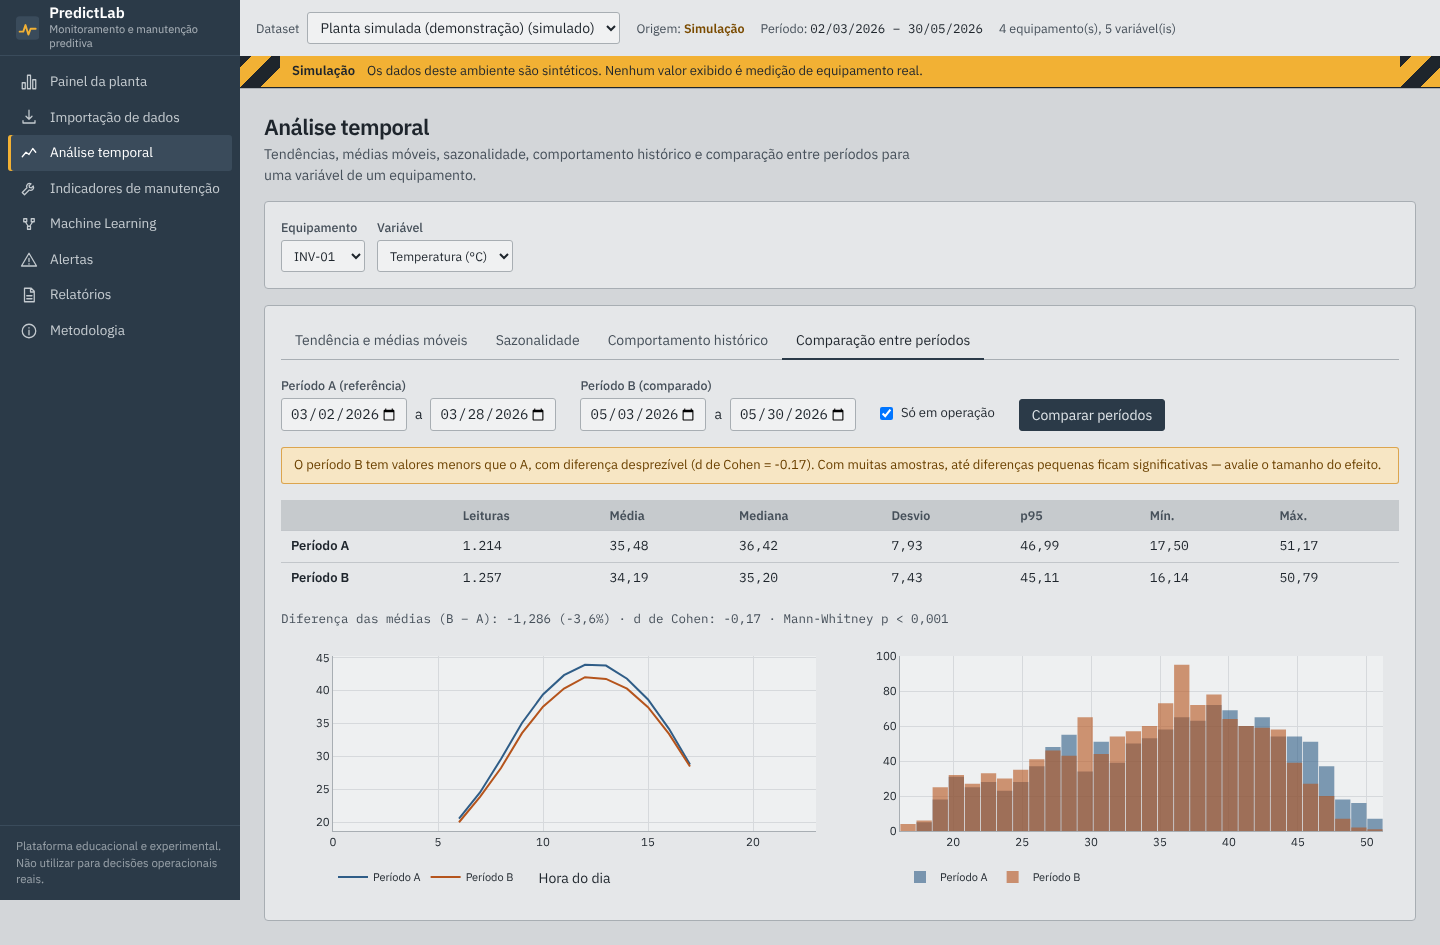 PredictLab
Monitoramento e manutenção
preditiva
Painel da planta
Importação de dados
Análise temporal
Indicadores de manutenção
Machine Learning
Alertas
Relatórios
Metodologia
Plataforma educacional e experimental.
Não utilizar para decisões operacionais
reais.
Dataset Planta simulada (demonstração) (simulado) Origem: Simulação Período: 02/03/2026 – 30/05/2026 4 equipamento(s), 5 variável(is)
Simulação Os dados deste ambiente são sintéticos. Nenhum valor exibido é medição de equipamento real.
Análise temporal
Tendências, médias móveis, sazonalidade, comportamento histórico e comparação entre períodos para
uma variável de um equipamento.
Equipamento Variável
INV-01 Temperatura (°C)
Tendência e médias móveis Sazonalidade Comportamento histórico Comparação entre períodos
Período A (referência) Período B (comparado)
03/02/2026 a 03/28/2026 05/03/2026 a 05/30/2026 Só em operação Comparar períodos
O período B tem valores menores que o A, com diferença desprezível (d de Cohen = -0.17). Com muitas amostras, até diferenças pequenas ficam significativas — avalie o tamanho do efeito.
Leituras Média Mediana Desvio p95 Mín. Máx.
Período A 1.214 35,48 36,42 7,93 46,99 17,50 51,17
Período B 1.257 34,19 35,20 7,43 45,11 16,14 50,79
Diferença das médias (B – A): -1,286 (-3,6%) · d de Cohen: -0,17 · Mann-Whitney p < 0,001
45
40
35
30
25
20
0 5 10 15 20
Período A Período B Hora do dia
100
80
60
40
20
0
20 25 30 35 40 45 50
Período A Período B